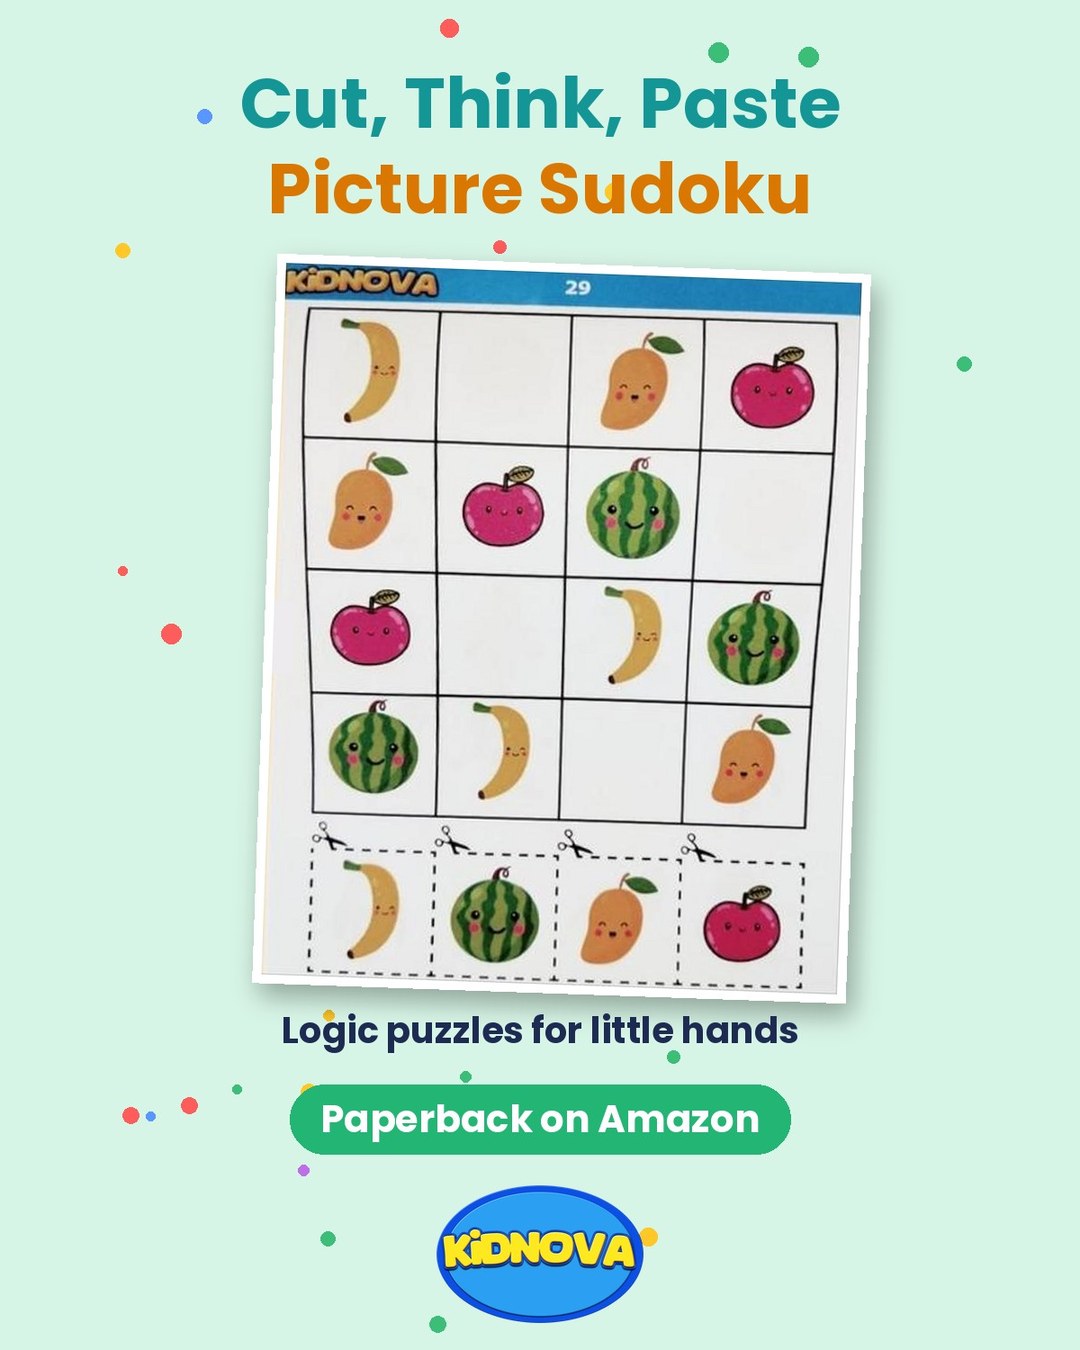 Cut, Think, Paste
Picture Sudoku
KiDNOVA
29
Logic puzzles for little hands
Paperback on Amazon
KiDNOVA